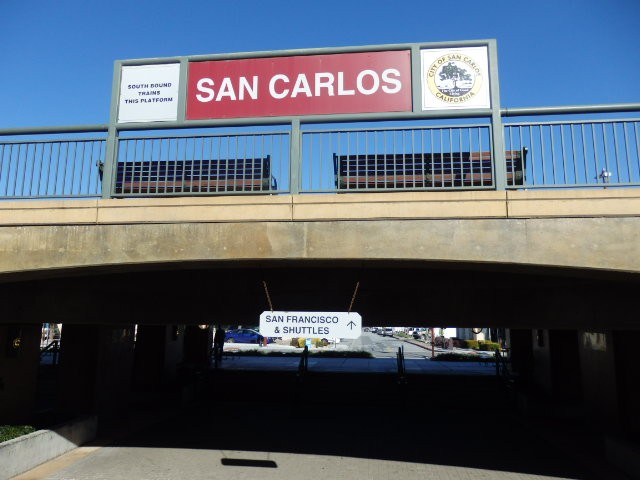 SOUTH BOUND
TRAINS
THIS PLATFORM
SAN CARLOS
CITY OF SAN CARLOS
CALIFORNIA
SAN FRANCISCO
& SHUTTLES